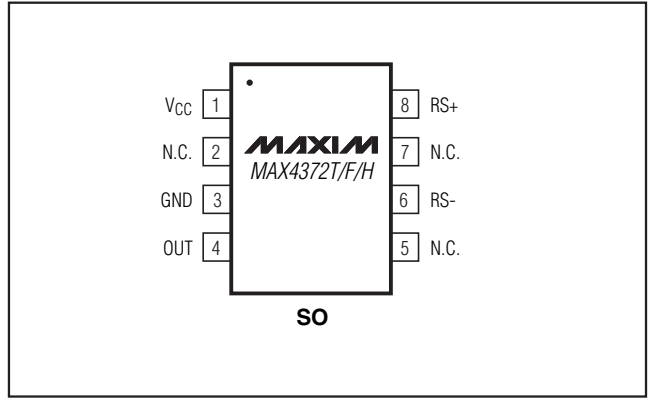 VCC 1 8 RS+
N.C. 2 MAXIM 7 N.C.
MAX4372T/F/H
GND 3 6 RS-
OUT 4 5 N.C.
SO